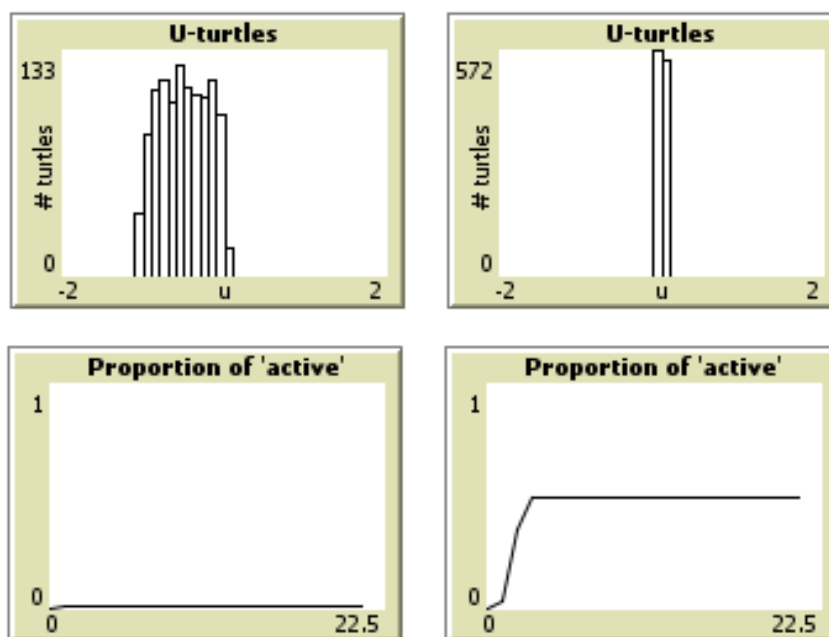 U-turtles
133
# turtles
0
-2 u 2
U-turtles
572
# turtles
0
-2 u 2
Proportion of 'active'
1
0
0 22.5
Proportion of 'active'
1
0
0 22.5